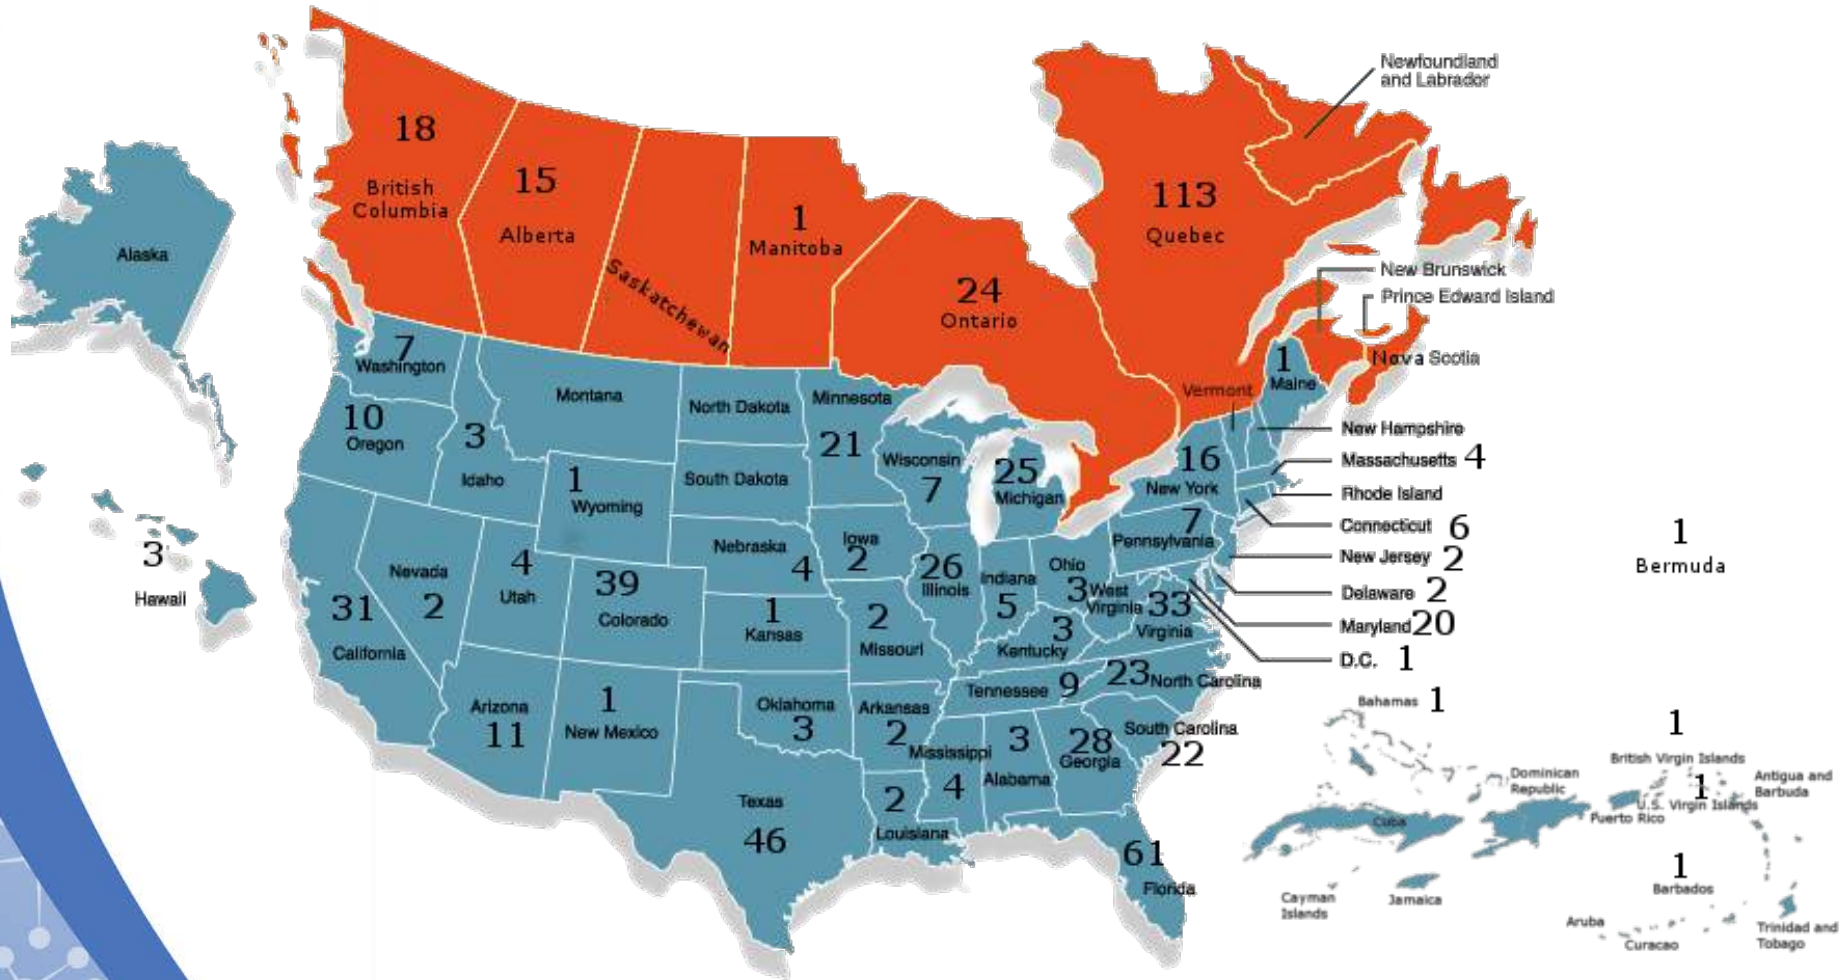 Newfoundland
and Labrador
18
British
Columbia
15
Alberta
Saskatchewan
1
Manitoba
24
Ontario
113
Quebec
New Brunswick
Prince Edward Island
Nova Scotia
Alaska
7
Washington
10
Oregon
3
Idaho
Montana
North Dakota
Minnesota
21
1
Wyoming
South Dakota
Wisconsin
7
25
Michigan
Vermont
1
Maine
16
New York
New Hampshire
Massachusetts 4
Rhode Island
Connecticut 6
New Jersey 2
Delaware 2
Maryland 20
D.C. 1
7
Pennsylvania
3
Hawaii
31
California
Nevada
2
4
Utah
39
Colorado
Nebraska
4
1
Kansas
Iowa
2
2
Missouri
26
Illinois
Indiana
5
Ohio
3
West
Virginia
33
Virginia
3
Kentucky
Tennessee 9
23 North Carolina
South Carolina
22
Arizona
11
1
New Mexico
Oklahoma
3
Arkansas
2
Mississippi
4
3
Alabama
28
Georgia
Texas
46
2
Louisiana
61
Florida
1
Bermuda
Bahamas 1
1
British Virgin Islands
1
U.S. Virgin Islands
Antigua and
Barbuda
Dominican
Republic
Puerto Rico
Cuba
1
Barbados
Cayman
Islands
Jamaica
Aruba
Curacao
Trinidad and
Tobago